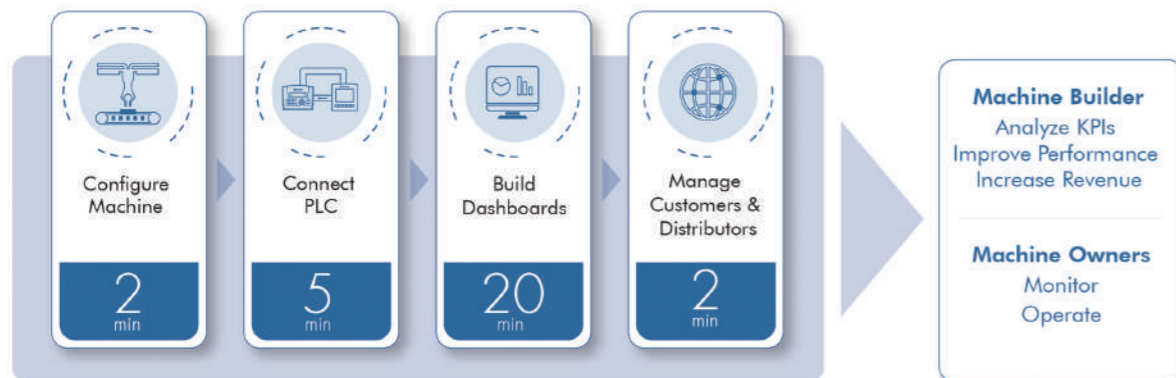 Configure
Machine
2
min
Connect
PLC
5
min
Build
Dashboards
20
min
Manage
Customers &
Distributors
2
min
Machine Builder
Analyze KPIs
Improve Performance
Increase Revenue
Machine Owners
Monitor
Operate